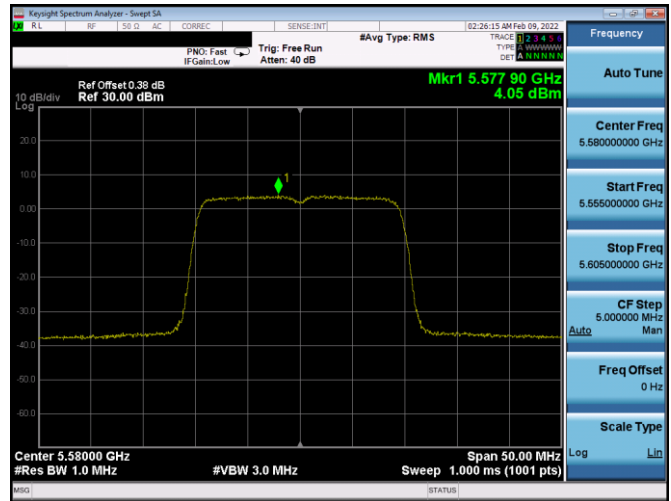 Keysight Spectrum Analyzer - Swept SA
RL RF 50 Ω AC CORREC SENSE:INT 02:26:15 AM Feb 09, 2022
#Avg Type: RMS
TRACE 1 2 3 4 5 6
TYPE A WWWWW
DET A N N N N N
PNO: Fast
IFGain:Low
Trig: Free Run
Atten: 40 dB
Ref Offset 0.38 dB
Ref 30.00 dBm
10 dB/div
Log
Mkr1 5.577 90 GHz
4.05 dBm
20.0
10.0
0.00
-10.0
-20.0
-30.0
-40.0
-50.0
-60.0
1
Center 5.58000 GHz
#Res BW 1.0 MHz
#VBW 3.0 MHz
Span 50.00 MHz
Sweep 1.000 ms (1001 pts)
MSG
STATUS
Frequency
Auto Tune
Center Freq
5.580000000 GHz
Start Freq
5.555000000 GHz
Stop Freq
5.605000000 GHz
CF Step
5.000000 MHz
Auto Man
Freq Offset
0 Hz
Scale Type
Log Lin